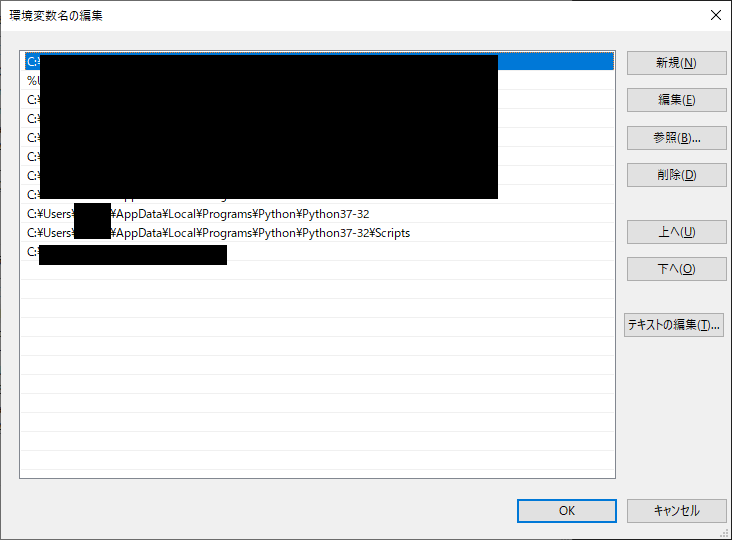 環境変数名の編集
C:¥
%U
C:¥
C:¥
C:¥
C:¥
C:¥
C:¥
C:¥Users¥ ¥AppData¥Local¥Programs¥Python¥Python37-32
C:¥Users¥ ¥AppData¥Local¥Programs¥Python¥Python37-32¥Scripts
C:¥
新規(N)
編集(E)
参照(B)...
削除(D)
上へ(U)
下へ(O)
テキストの編集(T)...
OK
キャンセル